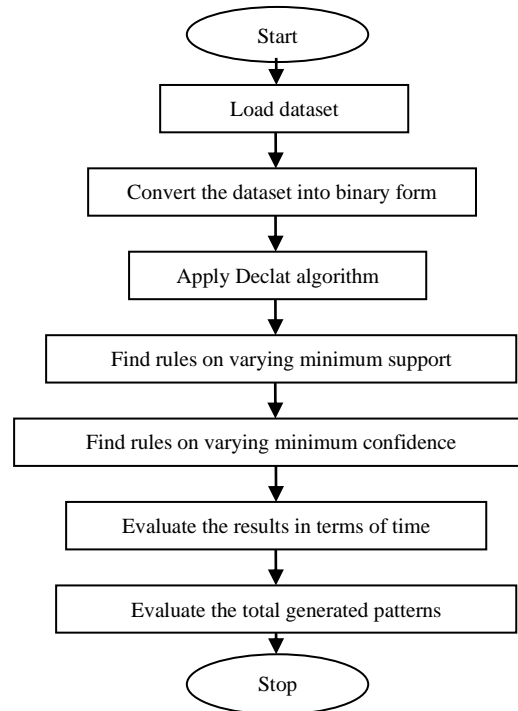 Start
Load dataset
Convert the dataset into binary form
Apply Declat algorithm
Find rules on varying minimum support
Find rules on varying minimum confidence
Evaluate the results in terms of time
Evaluate the total generated patterns
Stop